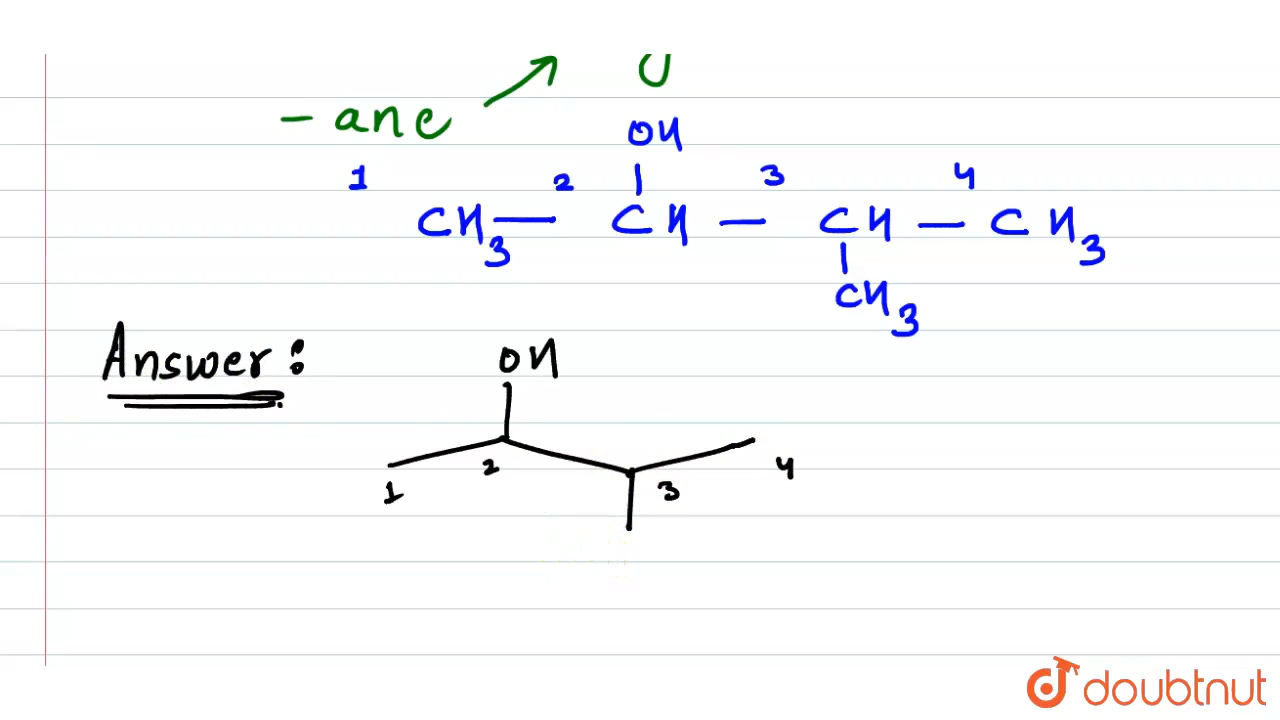 - ane
OH
1 2 3 4
CH3 — CH — CH — CH3
CH3
Answer:
OH
1 2 3 4
doubtnut